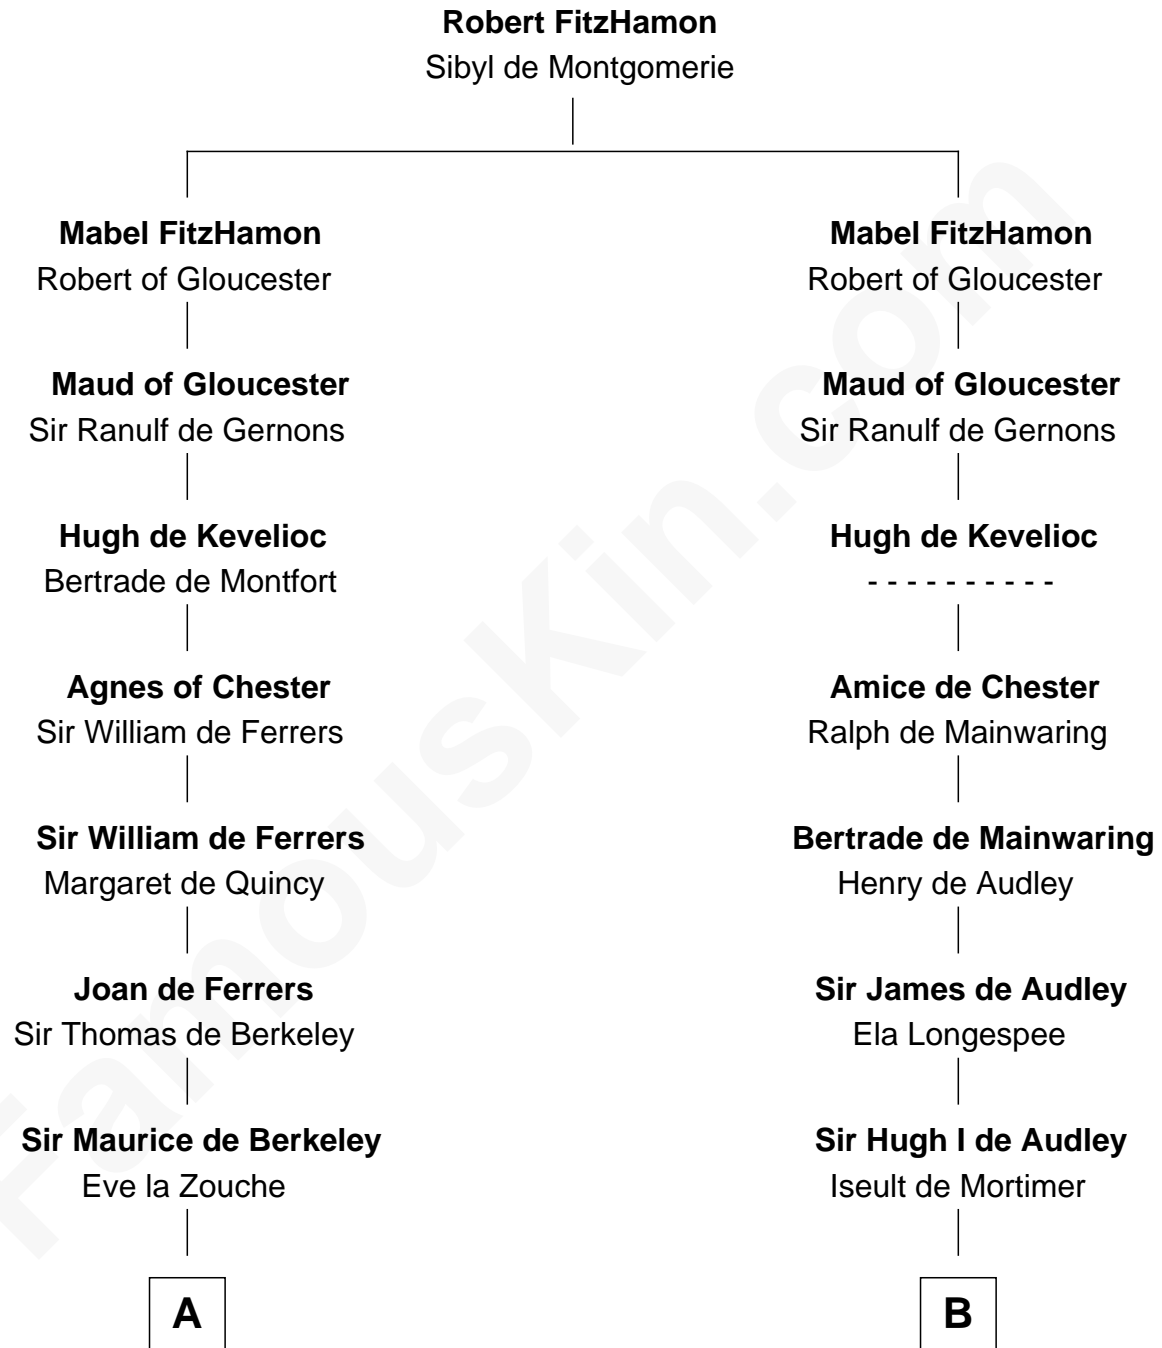 Robert FitzHamon
Sibyl de Montgomerie
Mabel FitzHamon
Robert of Gloucester
Maud of Gloucester
Sir Ranulf de Gernons
Hugh de Kevelioc
Bertrade de Montfort
Agnes of Chester
Sir William de Ferrers
Sir William de Ferrers
Margaret de Quincy
Joan de Ferrers
Sir Thomas de Berkeley
Sir Maurice de Berkeley
Eve la Zouche
A
Mabel FitzHamon
Robert of Gloucester
Maud of Gloucester
Sir Ranulf de Gernons
Hugh de Kevelioc
- - - - - - - - - -
Amice de Chester
Ralph de Mainwaring
Bertrade de Mainwaring
Henry de Audley
Sir James de Audley
Ela Longespee
Sir Hugh I de Audley
Iseult de Mortimer
B
FamousKin.com